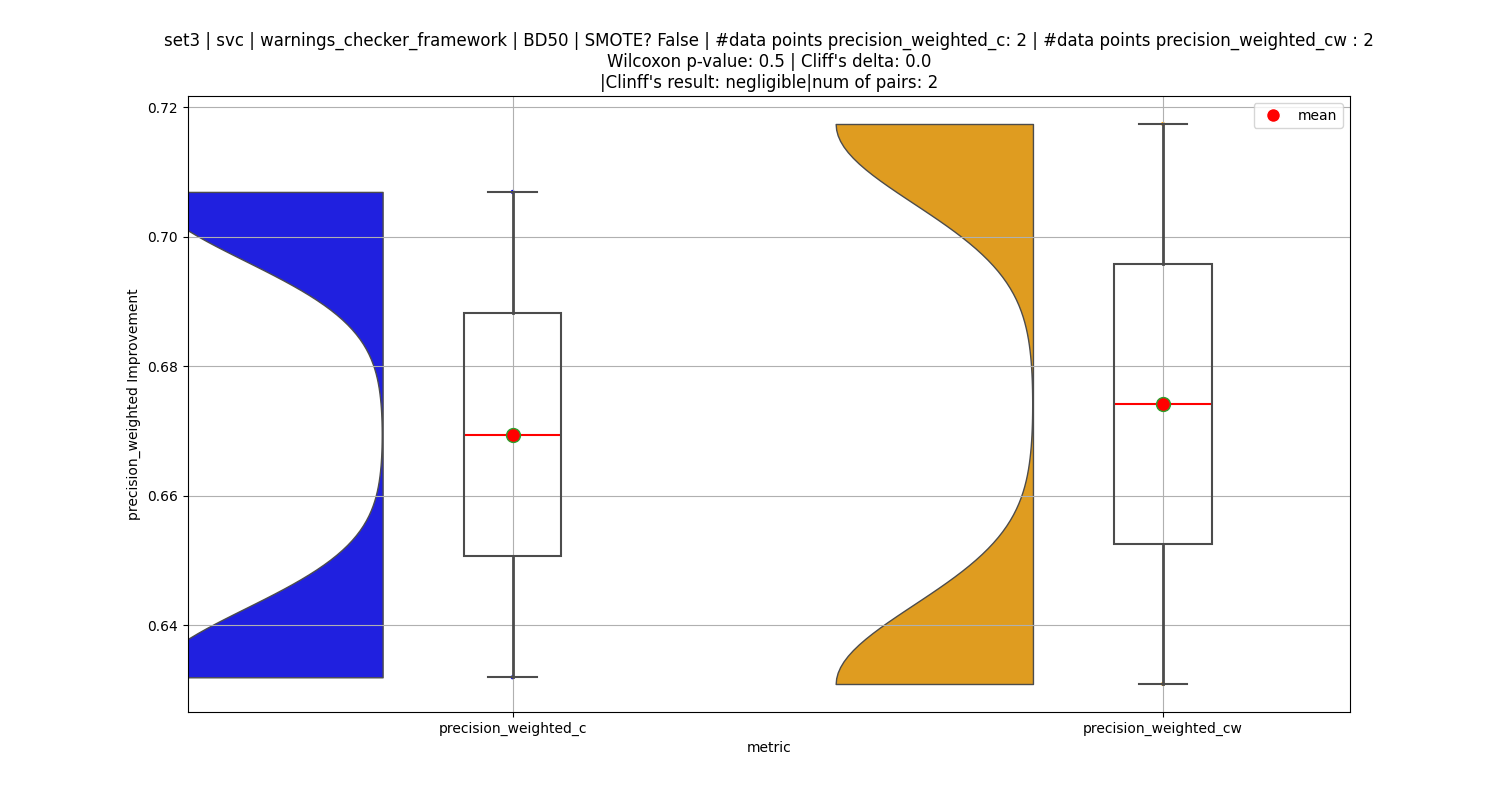 set3 | svc | warnings_checker_framework | BD50 | SMOTE? False | #data points precision_weighted_c: 2 | #data points precision_weighted_cw : 2
Wilcoxon p-value: 0.5 | Cliff's delta: 0.0
|Clinff's result: negligible|num of pairs: 2
mean
0.72
0.70
0.68
0.66
0.64
precision_weighted Improvement
precision_weighted_c
precision_weighted_cw
metric